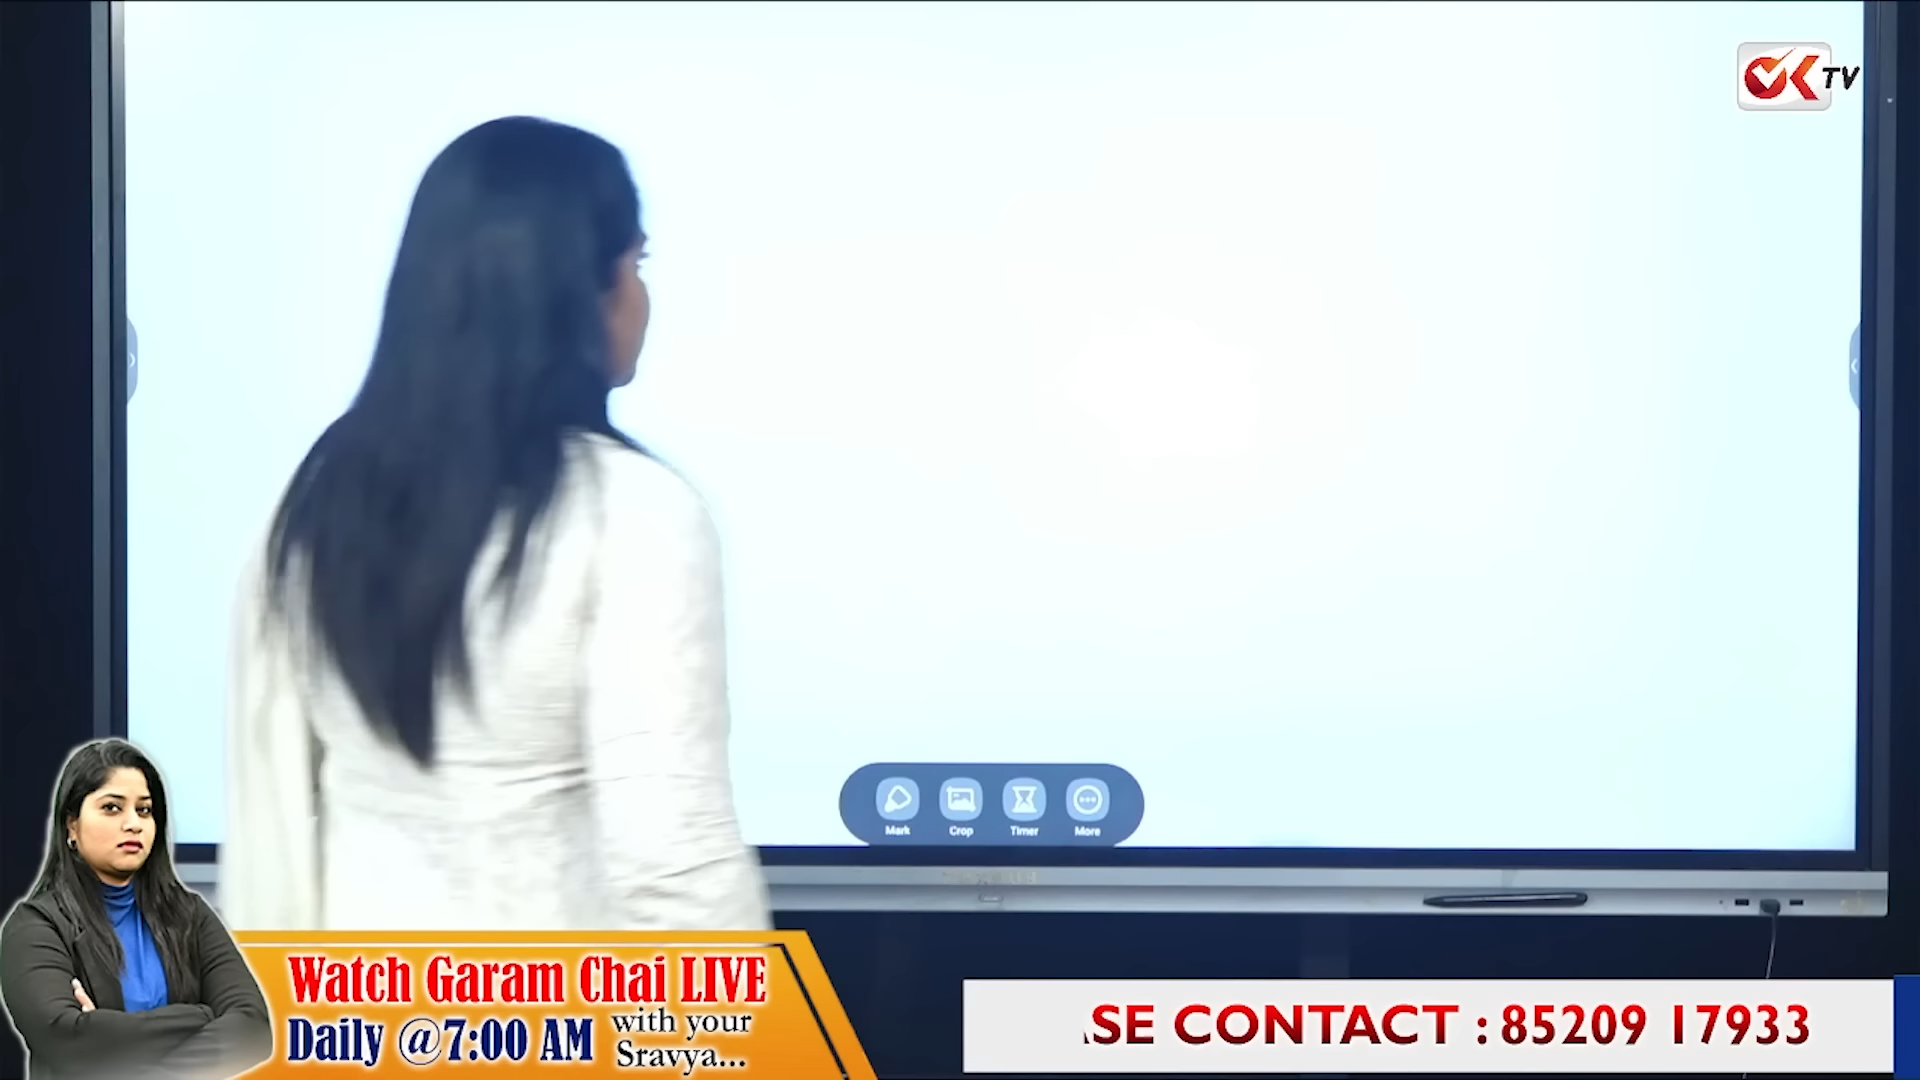 OK TV
Mark Crop Timer More
Watch Garam Chai LIVE
Daily @7:00 AM with your
Sravya...
SE CONTACT : 85209 17933